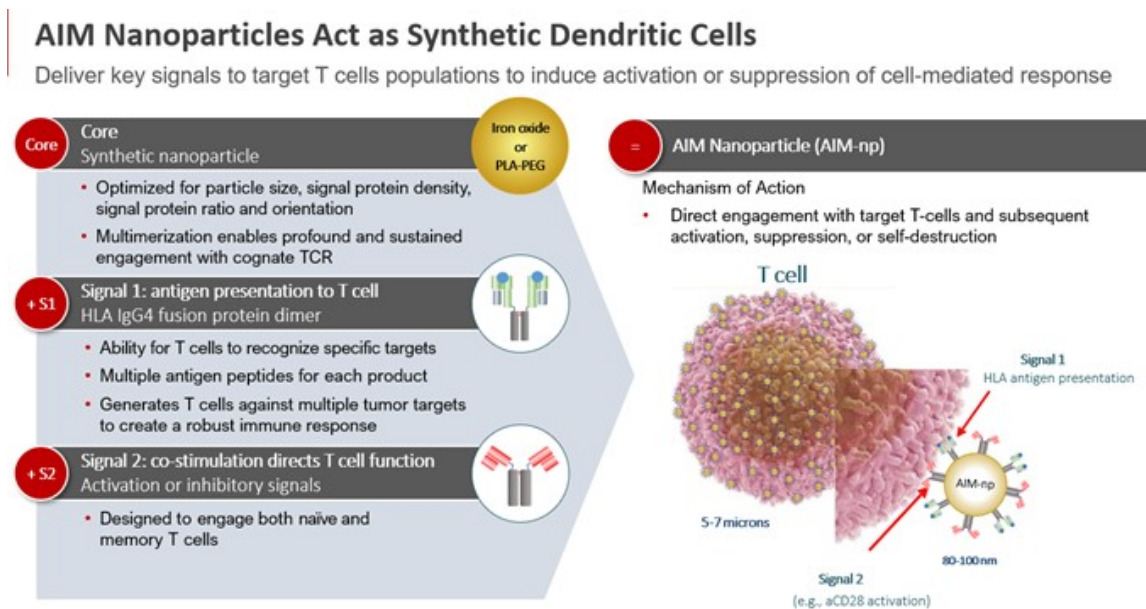 AIM Nanoparticles Act as Synthetic Dendritic Cells
Deliver key signals to target T cells populations to induce activation or suppression of cell-mediated response
Core
Core
Synthetic nanoparticle
Iron oxide
or
PLA-PEG
• Optimized for particle size, signal protein density,
signal protein ratio and orientation
• Multimerization enables profound and sustained
engagement with cognate TCR
+ S1
Signal 1: antigen presentation to T cell
HLA IgG4 fusion protein dimer
• Ability for T cells to recognize specific targets
• Multiple antigen peptides for each product
• Generates T cells against multiple tumor targets
to create a robust immune response
+ S2
Signal 2: co-stimulation directs T cell function
Activation or inhibitory signals
• Designed to engage both naïve and
memory T cells
=
AIM Nanoparticle (AIM-np)
Mechanism of Action
• Direct engagement with target T-cells and subsequent
activation, suppression, or self-destruction
T cell
Signal 1
HLA antigen presentation
AIM-np
5-7 microns
80-100 nm
Signal 2
(e.g., aCD28 activation)